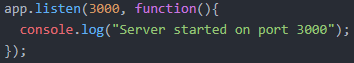 app.listen(3000, function(){
  console.log("Server started on port 3000");
});